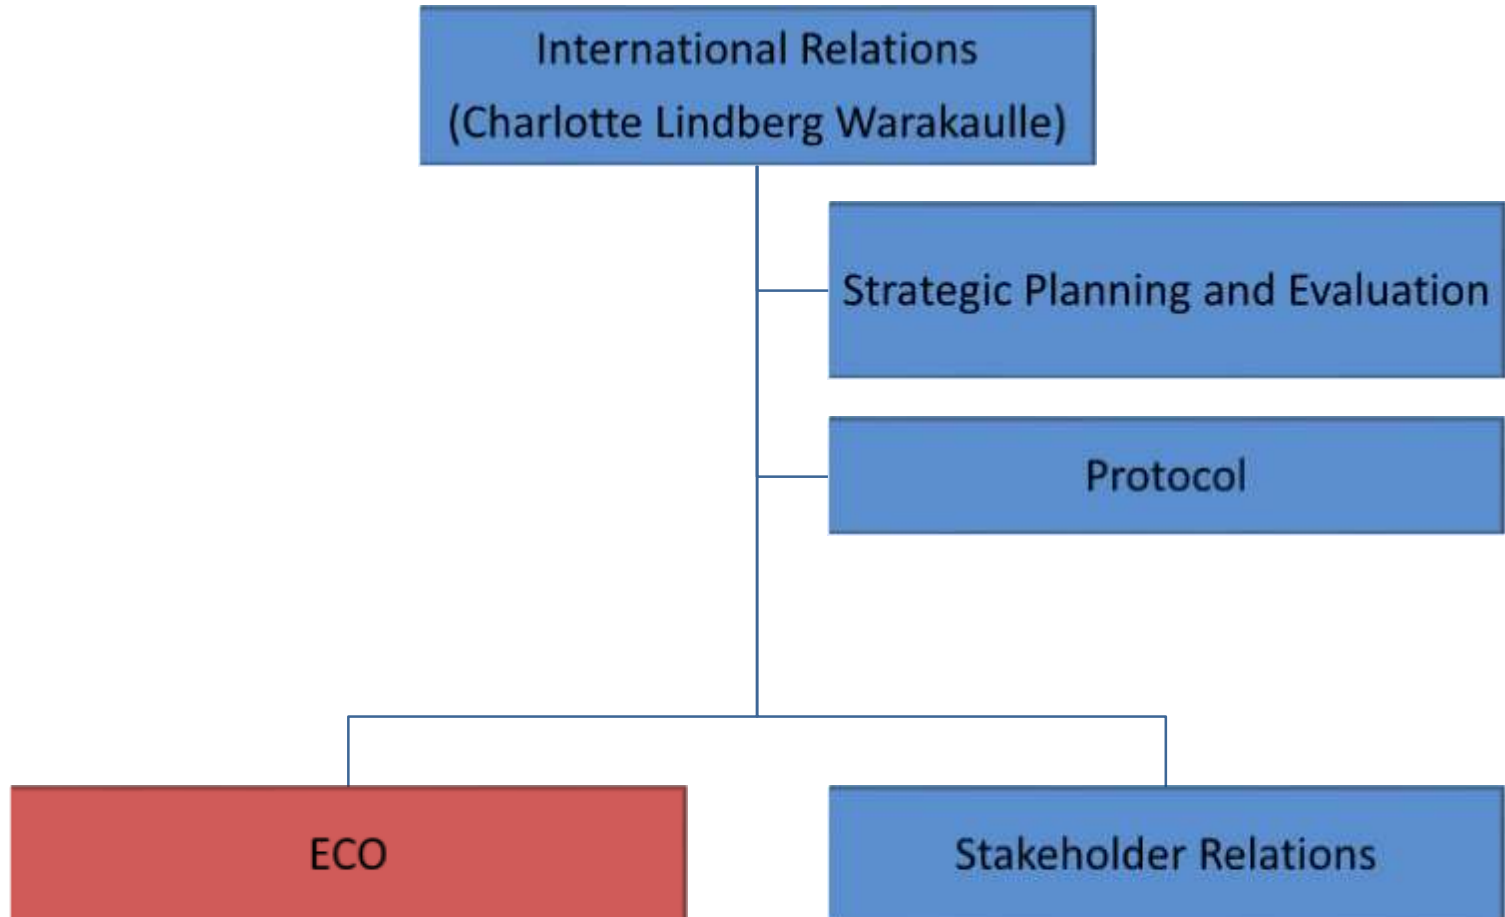 International Relations
(Charlotte Lindberg Warakaulle)
Strategic Planning and Evaluation
Protocol
ECO
Stakeholder Relations